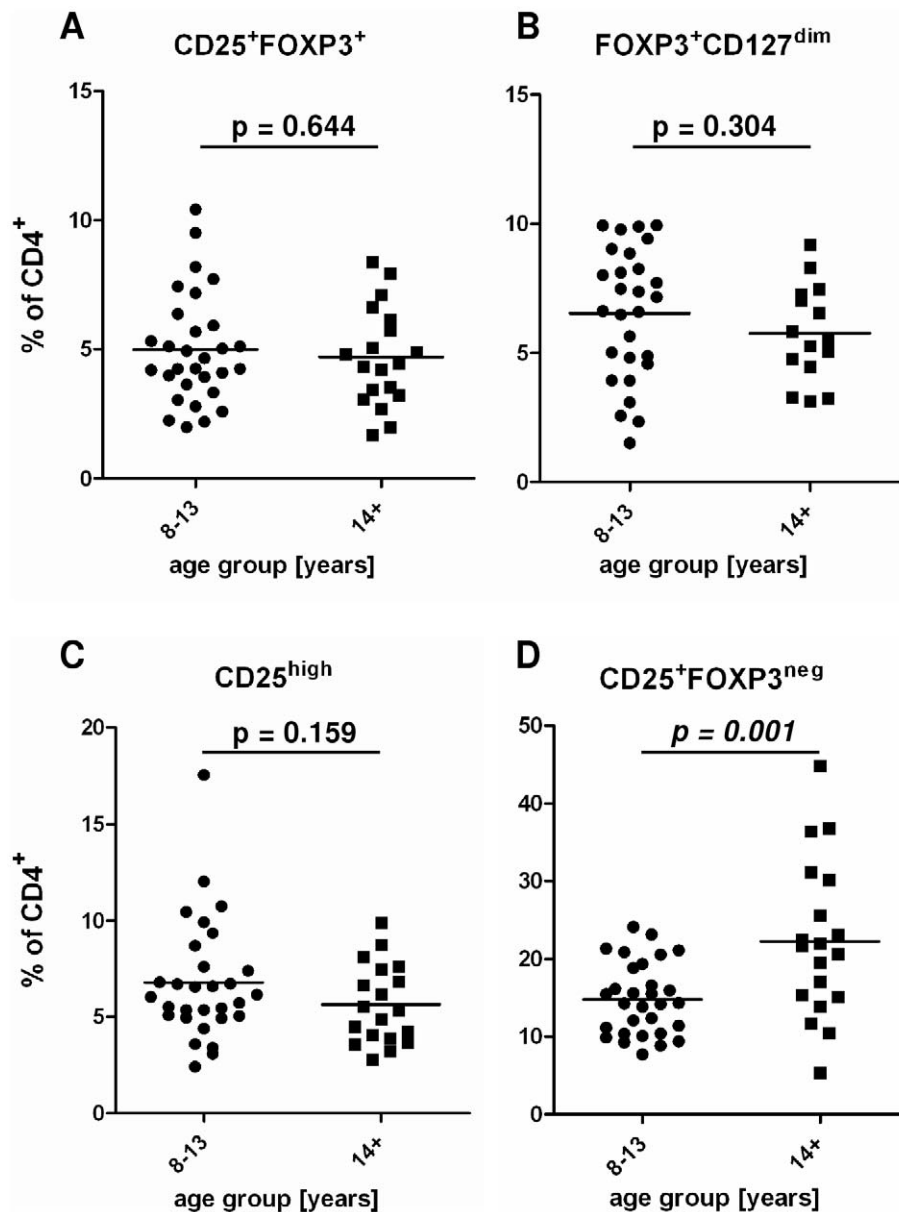 A
CD25⁺FOXP3⁺
p = 0.644
15
10
5
0
% of CD4⁺
8-13
14+
age group [years]
B
FOXP3⁺CD127ᵈⁱᵐ
p = 0.304
15
10
5
0
8-13
14+
age group [years]
C
CD25ʰⁱᵍʰ
p = 0.159
20
15
10
5
0
% of CD4⁺
8-13
14+
age group [years]
D
CD25⁺FOXP3ⁿᵉᵍ
p = 0.001
50
40
30
20
10
0
8-13
14+
age group [years]